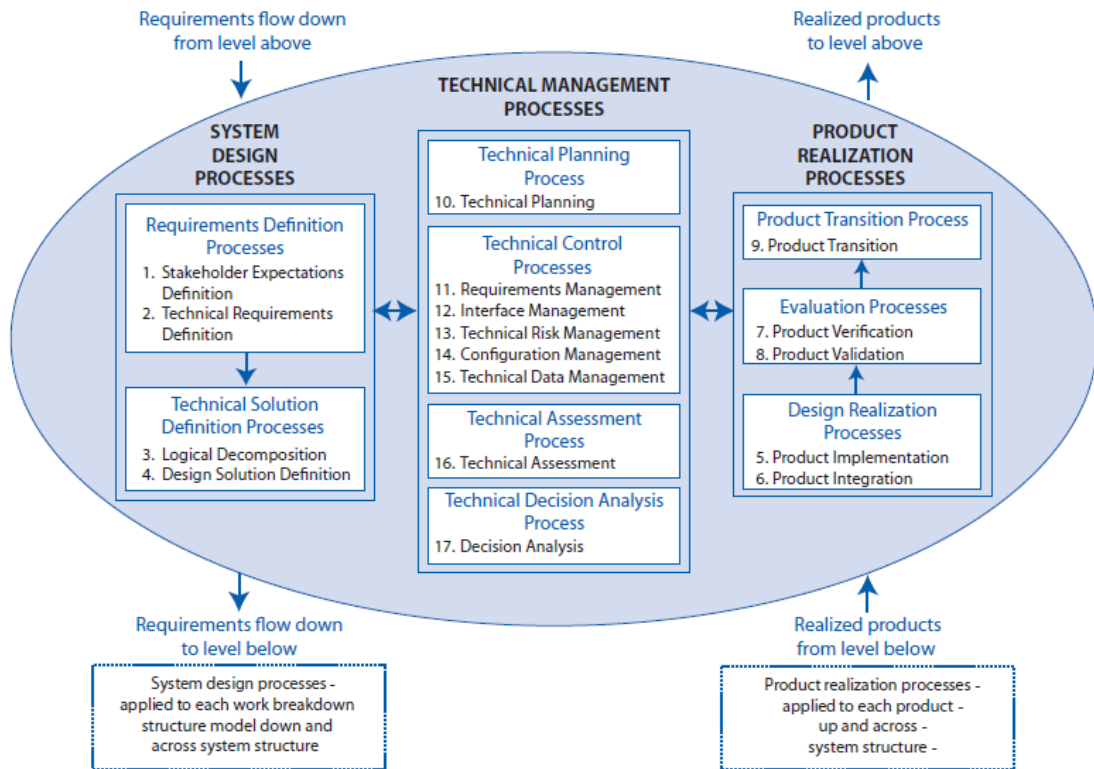 Requirements flow down
from level above
Realized products
to level above
TECHNICAL MANAGEMENT
PROCESSES
SYSTEM
DESIGN
PROCESSES
Requirements Definition
Processes
1. Stakeholder Expectations
Definition
2. Technical Requirements
Definition
Technical Solution
Definition Processes
3. Logical Decomposition
4. Design Solution Definition
Technical Planning
Process
10. Technical Planning
Technical Control
Processes
11. Requirements Management
12. Interface Management
13. Technical Risk Management
14. Configuration Management
15. Technical Data Management
Technical Assessment
Process
16. Technical Assessment
Technical Decision Analysis
Process
17. Decision Analysis
PRODUCT
REALIZATION
PROCESSES
Product Transition Process
9. Product Transition
Evaluation Processes
7. Product Verification
8. Product Validation
Design Realization
Processes
5. Product Implementation
6. Product Integration
Requirements flow down
to level below
System design processes -
applied to each work breakdown
structure model down and
across system structure
Realized products
from level below
Product realization processes -
applied to each product -
up and across -
system structure -